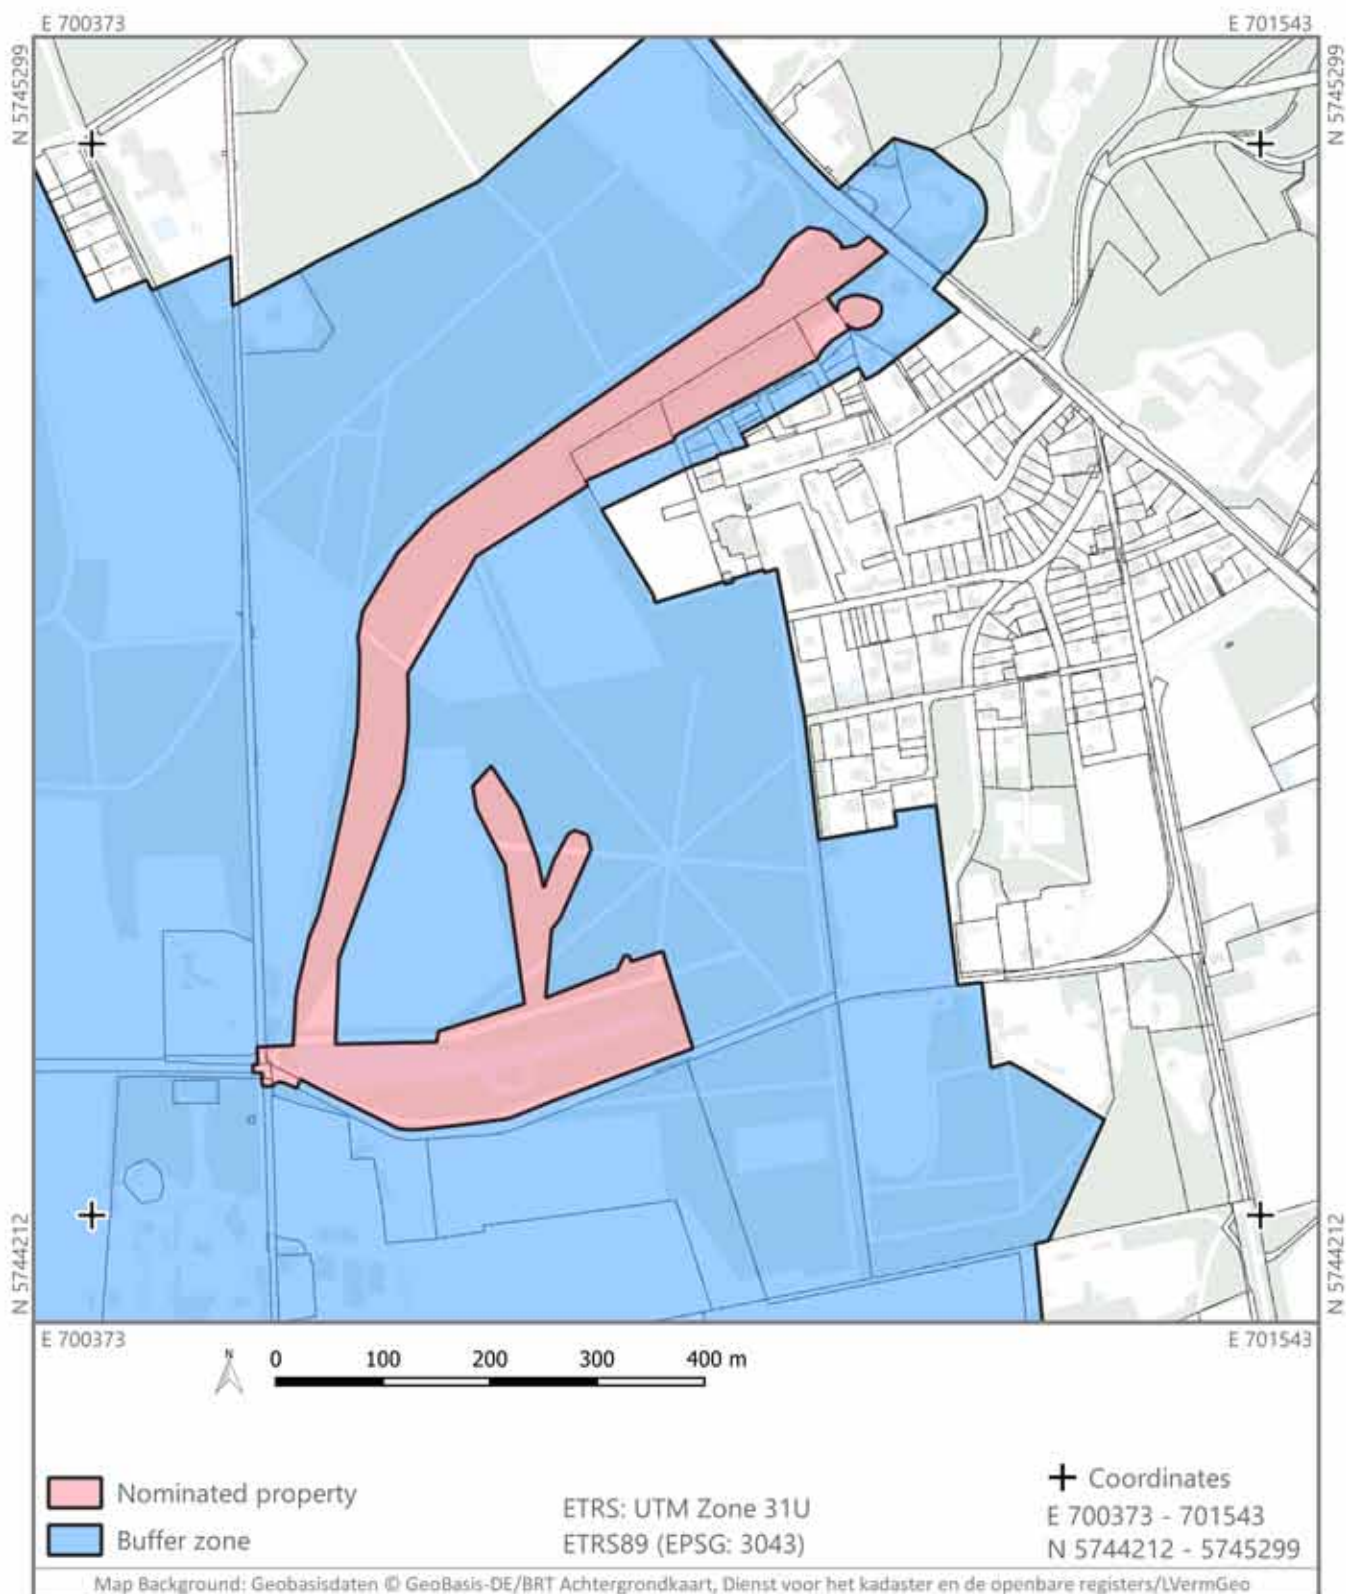 E 700373
E 701543
N 5745299
N 5745299
N 5744212
N 5744212
E 700373
E 701543
N
0 100 200 300 400 m
Nominated property
Buffer zone
ETRS: UTM Zone 31U
ETRS89 (EPSG: 3043)
Coordinates
E 700373 - 701543
N 5744212 - 5745299
Map Background: Geobasisdaten © GeoBasis-DE/BRT Achtergrondkaart, Dienst voor het kadaster en de openbare registers/LVermGeo